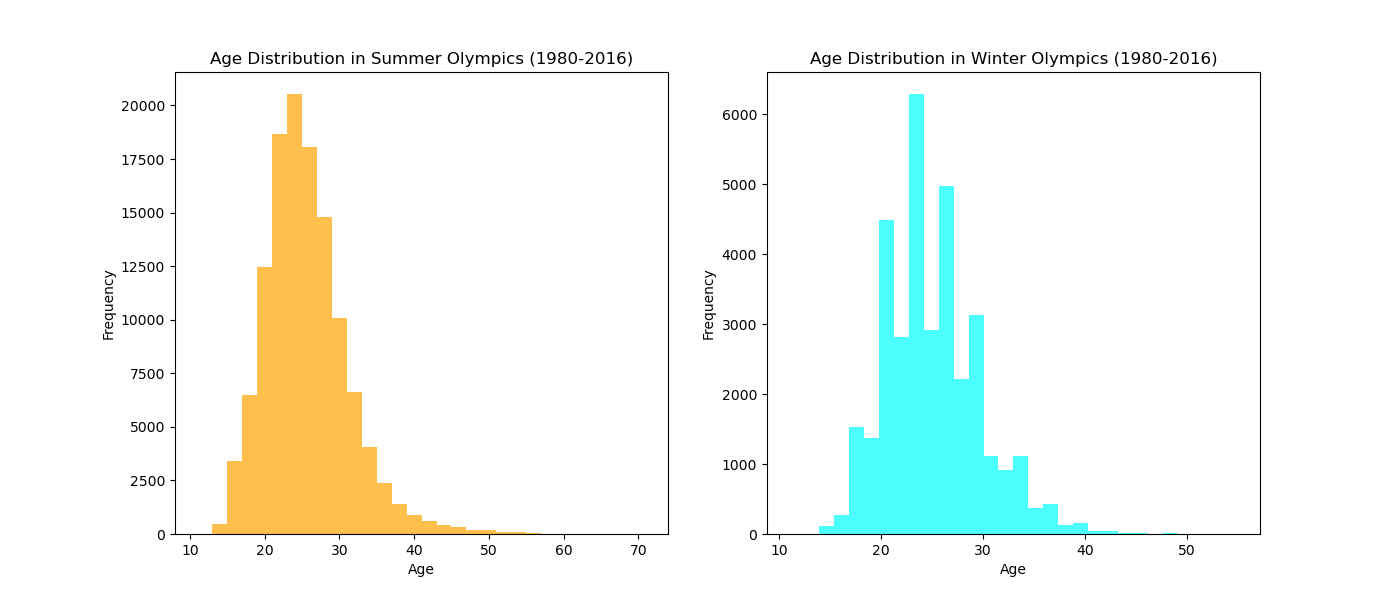 Age Distribution in Summer Olympics (1980-2016)
20000
17500
15000
12500
10000
7500
5000
2500
0
Frequency
10 20 30 40 50 60 70
Age
Age Distribution in Winter Olympics (1980-2016)
6000
5000
4000
3000
2000
1000
0
Frequency
10 20 30 40 50
Age